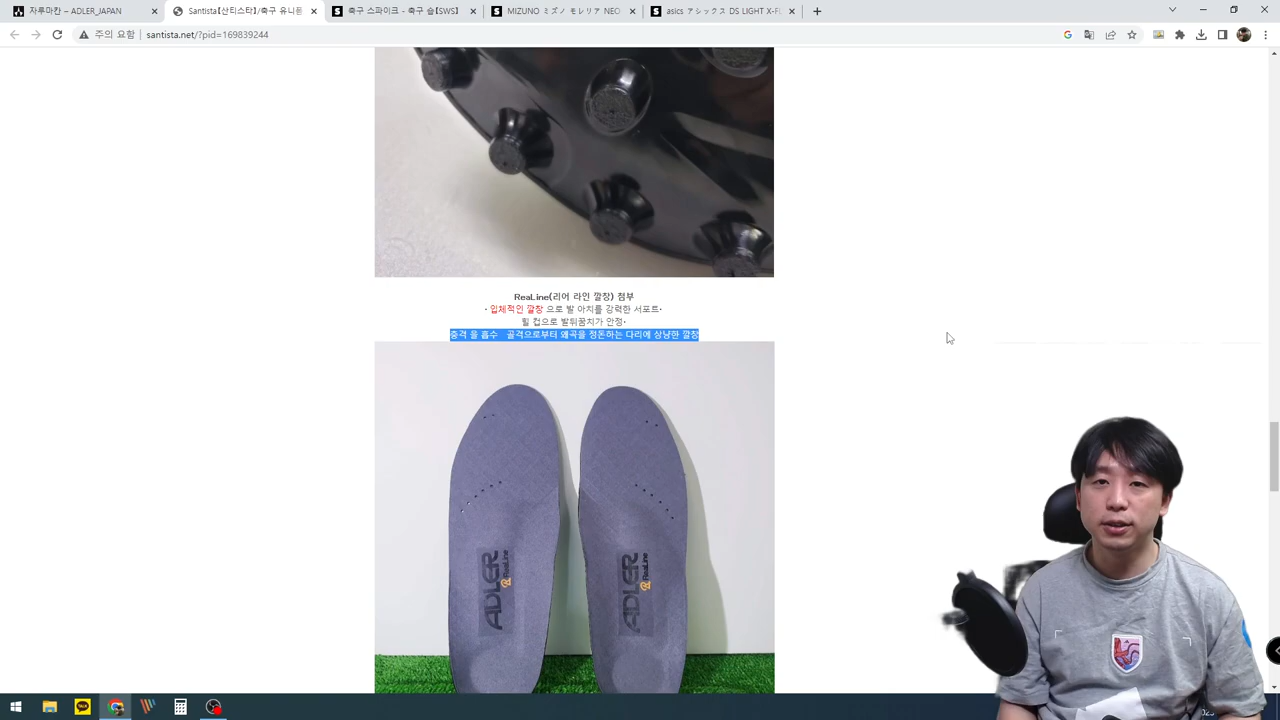 자루마칸 – ADLER_JAPAN
Santista【산티스타】/축구 유니폼
축구 스파이크 - 축구 슐【SWS】
MIZUNO ミズノ モレリア NEO
asics アシックス DS LIGHT X-FL
주의 요함
santista.net/?pid=169839244
ReaLine(리어 라인 깔창) 첨부
· 입체적인 깔창 으로 발 아치를 강력한 서포트·
힐 컵으로 발뒤꿈치가 안정·
충격 을 흡수 골격으로부터 왜곡을 정돈하는 다리에 상냥한 깔창
ADLER
ReaLine
ADLER
ReaLine
TALK